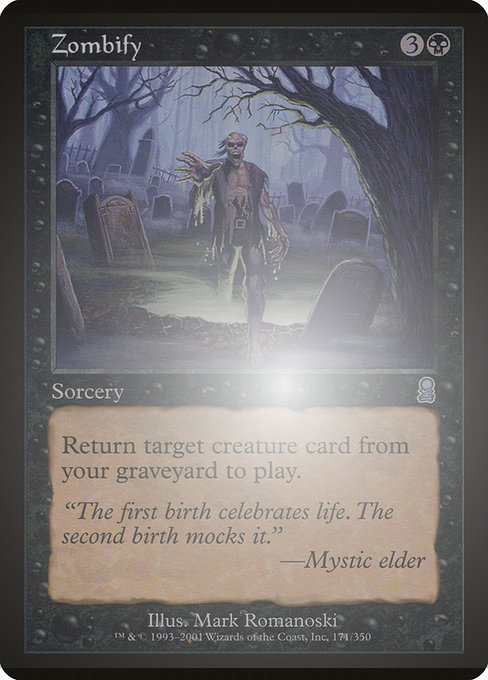 Zombify
3
Sorcery
Return target creature card from
your graveyard to play.
“The first birth celebrates life. The
second birth mocks it.”
—Mystic elder
Illus. Mark Romanoski
™ & © 1993–2001 Wizards of the Coast, Inc. 171/350